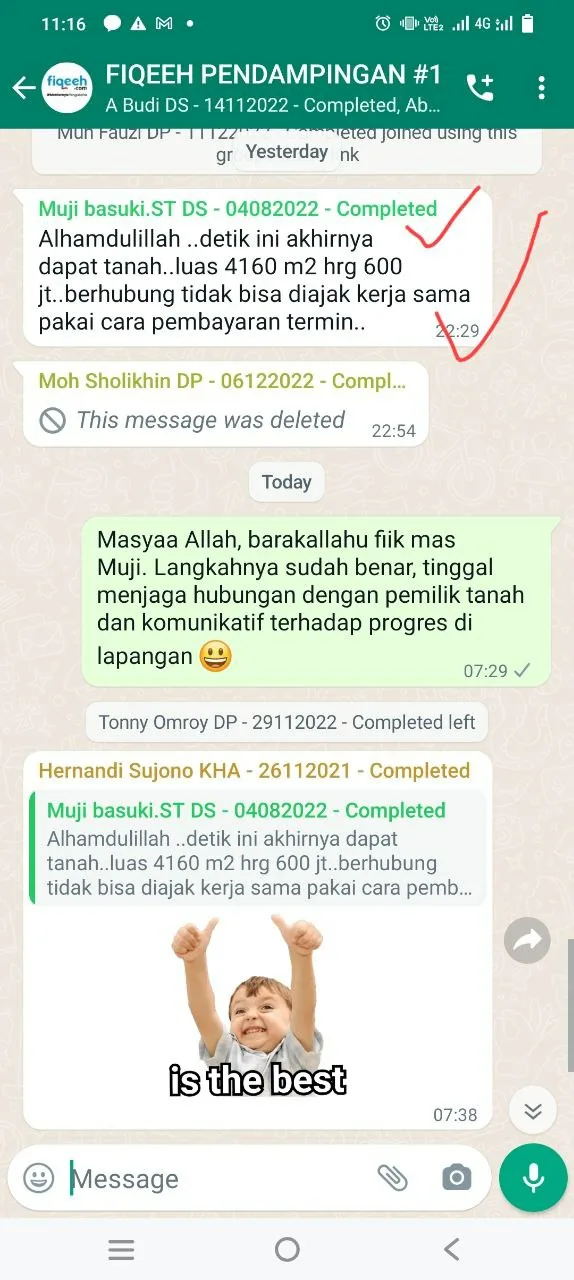 11:16
Vo)) LTE2 4G
fiqeeh
.com
FIQEEH PENDAMPINGAN #1
A Budi DS - 14112022 - Completed, Ab...
Muh Fauzi DP - joined using this
gr nk
Yesterday
Muji basuki.ST DS - 04082022 - Completed
Alhamdulillah ..detik ini akhirnya
dapat tanah..luas 4160 m2 hrg 600
jt..berhubung tidak bisa diajak kerja sama
pakai cara pembayaran termin..
22:29
Moh Sholikhin DP - 06122022 - Compl...
This message was deleted
22:54
Today
Masyaa Allah, barakallahu fiik mas
Muji. Langkahnya sudah benar, tinggal
menjaga hubungan dengan pemilik tanah
dan komunikatif terhadap progres di
lapangan 😃
07:29
Tonny Omroy DP - 29112022 - Completed left
Hernandi Sujono KHA - 26112021 - Completed
Muji basuki.ST DS - 04082022 - Completed
Alhamdulillah ..detik ini akhirnya dapat
tanah..luas 4160 m2 hrg 600 jt..berhubung
tidak bisa diajak kerja sama pakai cara pemb...
is the best
07:38
Message